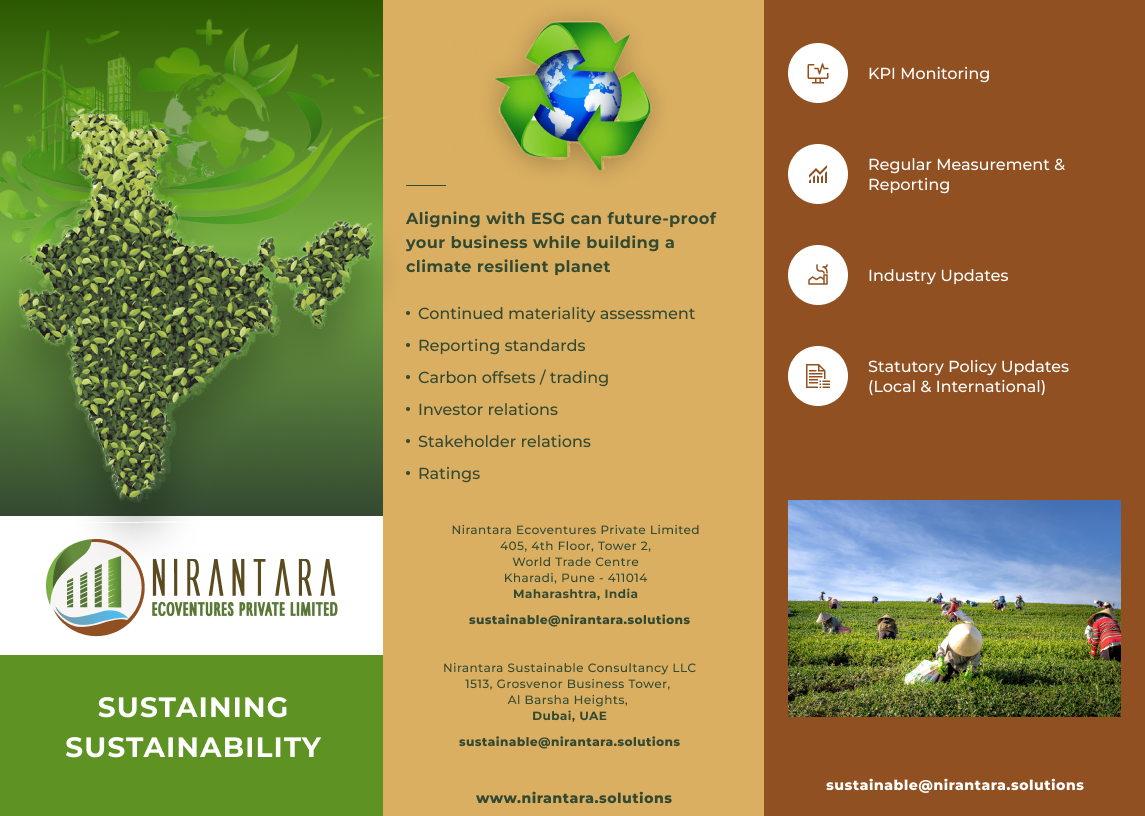 NIRANTARA
ECOVENTURES PRIVATE LIMITED
SUSTAINING
SUSTAINABILITY
Aligning with ESG can future-proof
your business while building a
climate resilient planet
• Continued materiality assessment
• Reporting standards
• Carbon offsets / trading
• Investor relations
• Stakeholder relations
• Ratings
Nirantara Ecoventures Private Limited
405, 4th Floor, Tower 2,
World Trade Centre
Kharadi, Pune - 411014
Maharashtra, India
sustainable@nirantara.solutions
Nirantara Sustainable Consultancy LLC
1513, Grosvenor Business Tower,
Al Barsha Heights,
Dubai, UAE
sustainable@nirantara.solutions
www.nirantara.solutions
KPI Monitoring
Regular Measurement &
Reporting
Industry Updates
Statutory Policy Updates
(Local & International)
sustainable@nirantara.solutions